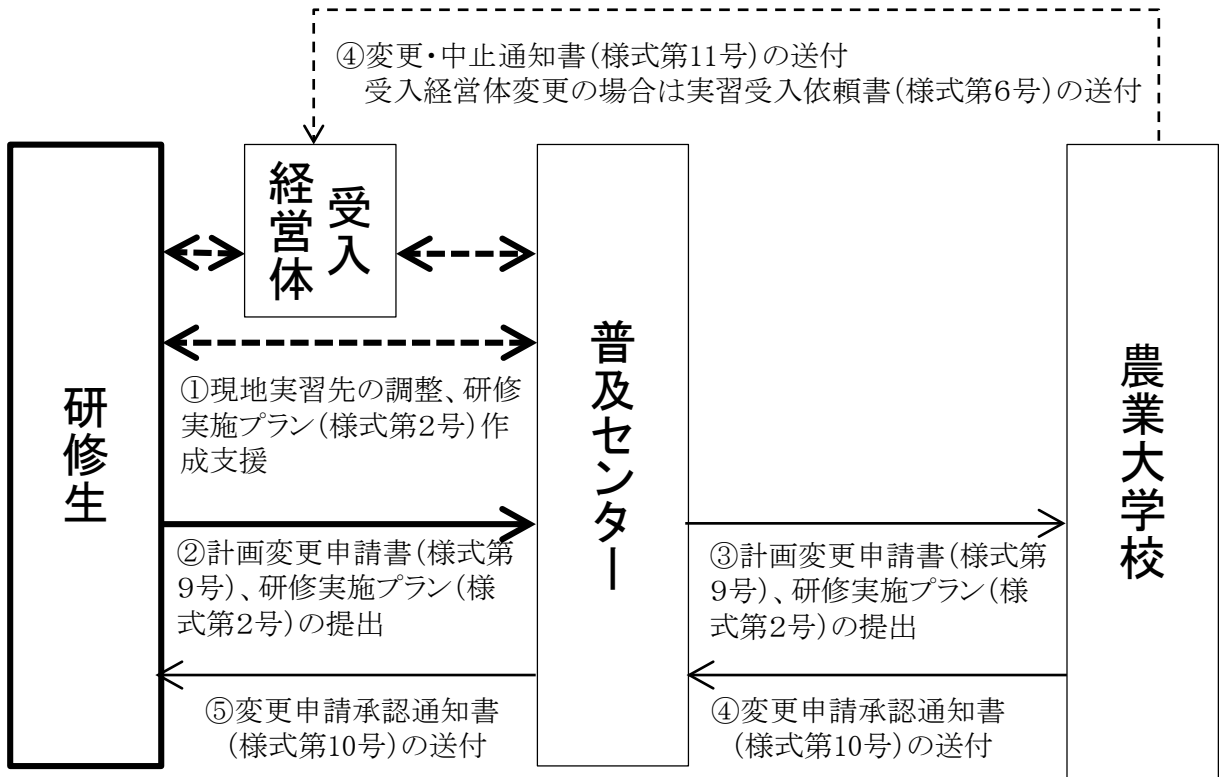 ④変更・中止通知書(様式第11号)の送付
受入経営体変更の場合は実習受入依頼書(様式第6号)の送付
研修生
受入
経営体
普及センター
農業大学校
①現地実習先の調整、研修
実施プラン(様式第2号)作
成支援
②計画変更申請書(様式第
9号)、研修実施プラン(様
式第2号)の提出
③計画変更申請書(様式第
9号)、研修実施プラン(様
式第2号)の提出
⑤変更申請承認通知書
(様式第10号)の送付
④変更申請承認通知書
(様式第10号)の送付